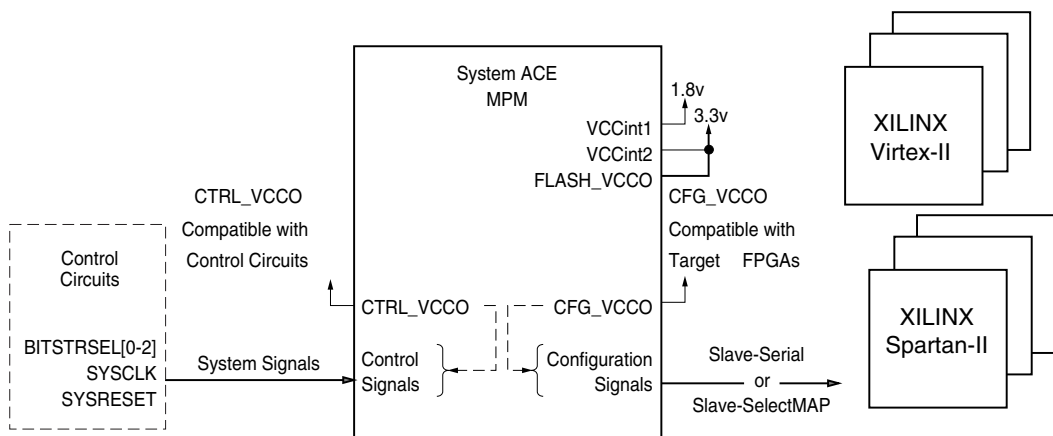 System ACE
MPM
1.8v
3.3v
VCCint1
VCCint2
FLASH_VCCO
XILINX
Virtex-II
CTRL_VCCO
Compatible with
Control Circuits
CFG_VCCO
Compatible with
Target FPGAs
Control
Circuits
BITSTRSEL[0-2]
SYSCLK
SYSRESET
System Signals
CTRL_VCCO
CFG_VCCO
Control
Signals
Configuration
Signals
Slave-Serial
or
Slave-SelectMAP
XILINX
Spartan-II